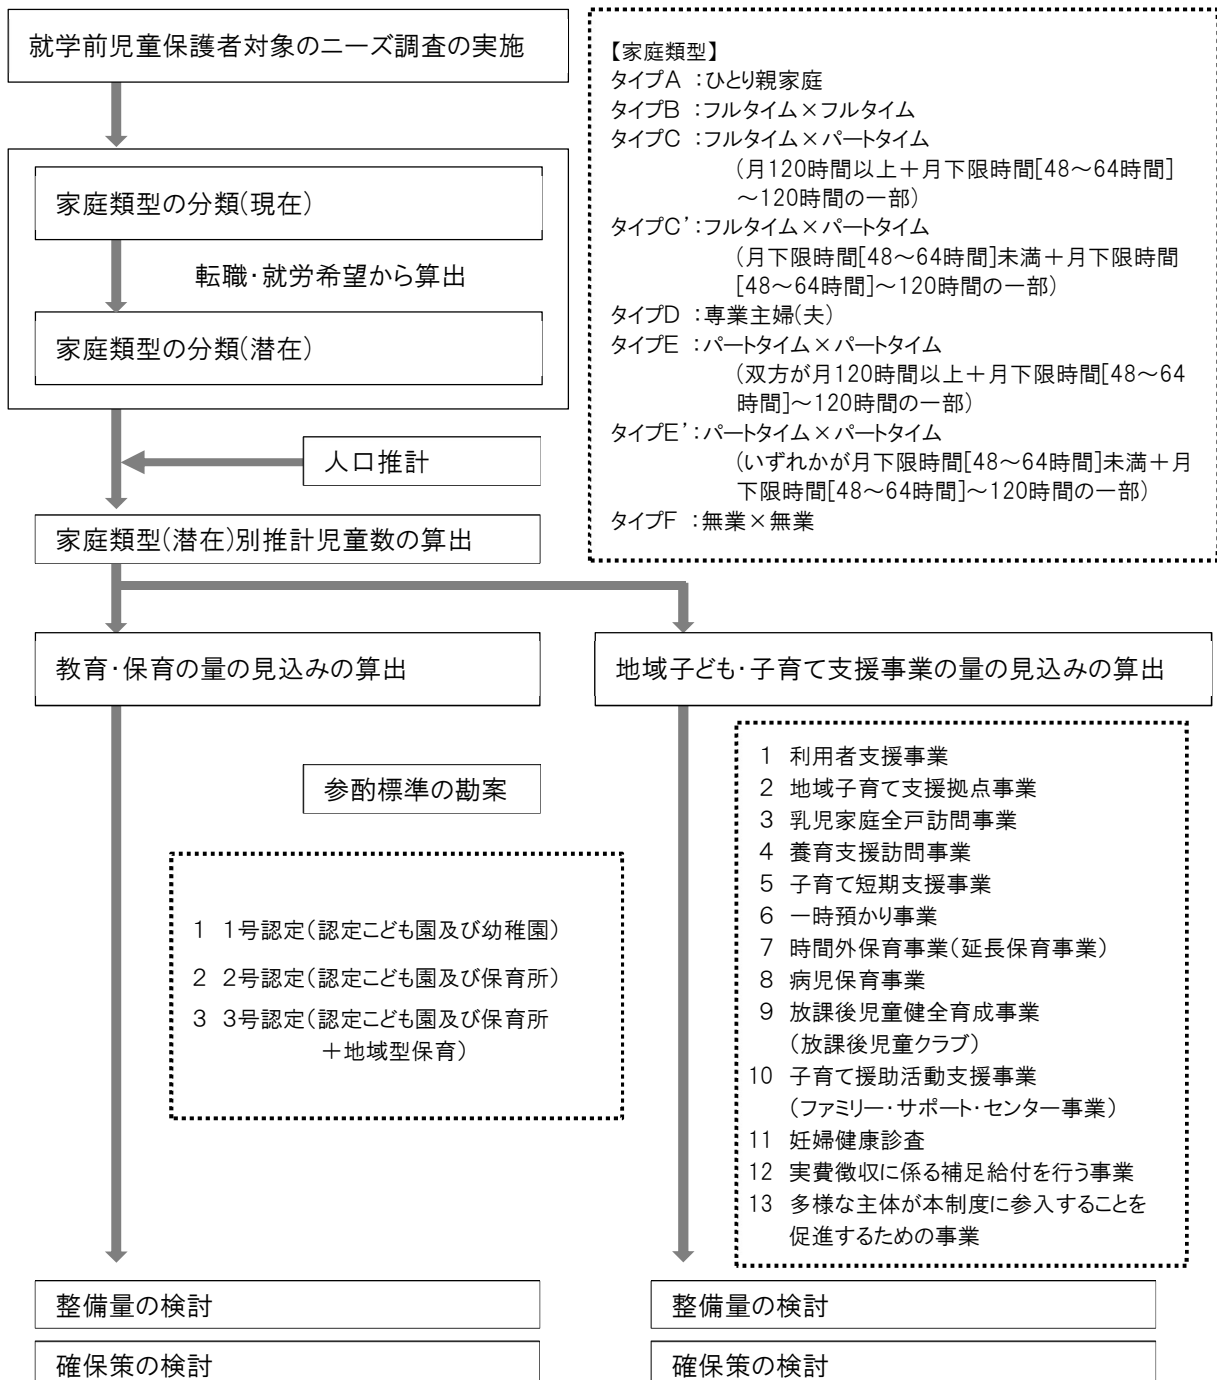 就学前児童保護者対象のニーズ調査の実施
家庭類型の分類(現在)
転職・就労希望から算出
家庭類型の分類(潜在)
人口推計
家庭類型(潜在)別推計児童数の算出
【家庭類型】
タイプA ：ひとり親家庭
タイプB ：フルタイム×フルタイム
タイプC ：フルタイム×パートタイム
（月120時間以上＋月下限時間[48～64時間]
～120時間の一部）
タイプC’：フルタイム×パートタイム
（月下限時間[48～64時間]未満＋月下限時間
[48～64時間]～120時間の一部）
タイプD ：専業主婦(夫)
タイプE ：パートタイム×パートタイム
（双方が月120時間以上＋月下限時間[48～64
時間]～120時間の一部）
タイプE’：パートタイム×パートタイム
（いずれかが月下限時間[48～64時間]未満＋月
下限時間[48～64時間]～120時間の一部）
タイプF ：無業×無業
教育・保育の量の見込みの算出
参酌標準の勘案
1 1号認定（認定こども園及び幼稚園）
2 2号認定（認定こども園及び保育所）
3 3号認定（認定こども園及び保育所
＋地域型保育）
整備量の検討
確保策の検討
地域子ども・子育て支援事業の量の見込みの算出
1 利用者支援事業
2 地域子育て支援拠点事業
3 乳児家庭全戸訪問事業
4 養育支援訪問事業
5 子育て短期支援事業
6 一時預かり事業
7 時間外保育事業（延長保育事業）
8 病児保育事業
9 放課後児童健全育成事業
（放課後児童クラブ）
10 子育て援助活動支援事業
（ファミリー・サポート・センター事業）
11 妊婦健康診査
12 実費徴収に係る補足給付を行う事業
13 多様な主体が本制度に参入することを
促進するための事業
整備量の検討
確保策の検討